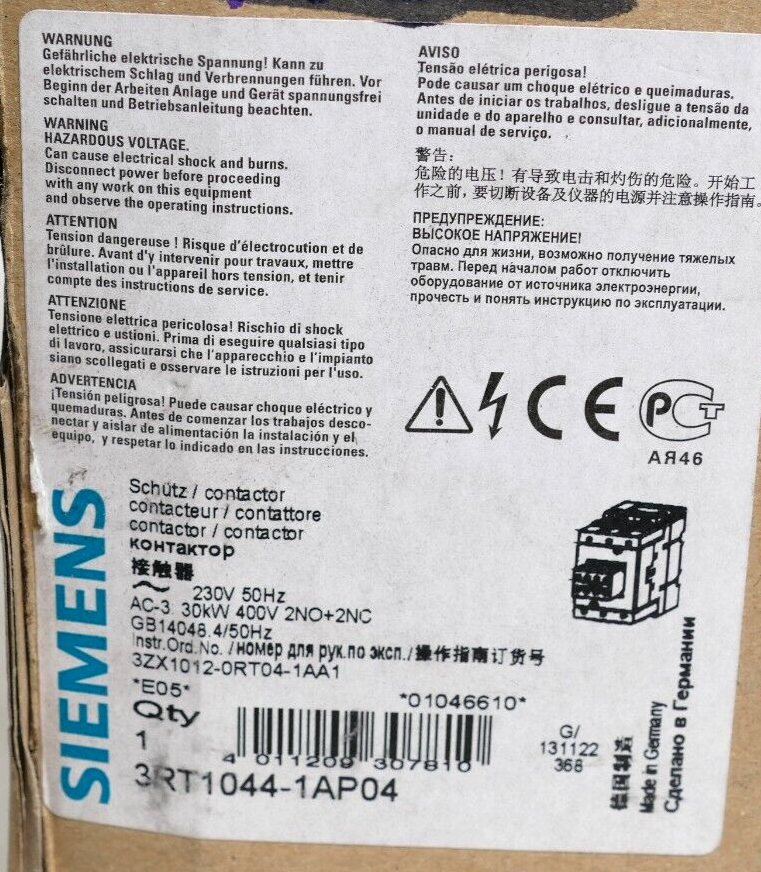 WARNUNG
Gefährliche elektrische Spannung! Kann zu
elektrischem Schlag und Verbrennungen führen. Vor
Beginn der Arbeiten Anlage und Gerät spannungsfrei
schalten und Betriebsanleitung beachten.
WARNING
HAZARDOUS VOLTAGE.
Can cause electrical shock and burns.
Disconnect power before proceeding
with any work on this equipment
and observe the operating instructions.
ATTENTION
Tension dangereuse ! Risque d'électrocution et de
brûlure. Avant d'y intervenir pour travaux, mettre
l'installation ou l'appareil hors tension, et tenir
compte des instructions de service.
ATTENZIONE
Tensione elettrica pericolosa! Rischio di shock
elettrico e ustioni. Prima di eseguire qualsiasi tipo
di lavoro, assicurarsi che l'apparecchio e l'impianto
siano scollegati e osservare le istruzioni per l'uso.
ADVERTENCIA
¡Tensión peligrosa! Puede causar choque eléctrico y
quemaduras. Antes de comenzar los trabajos desco-
nectar y aislar de alimentación la instalación y el
equipo, y respetar lo indicado en las instrucciones.
AVISO
Tensão elétrica perigosa!
Pode causar um choque elétrico e queimaduras.
Antes de iniciar os trabalhos, desligue a tensão da
unidade e do aparelho e consultar, adicionalmente,
o manual de serviço.
警告:
危险的电压! 有导致电击和灼伤的危险。开始工
作之前, 要切断设备及仪器的电源并注意操作指南。
ПРЕДУПРЕЖДЕНИЕ:
ВЫСОКОЕ НАПРЯЖЕНИЕ!
Опасно для жизни, возможно получение тяжелых
травм. Перед началом работ отключить
оборудование от источника электроэнергии,
прочесть и понять инструкцию по эксплуатации.
CE
РСТ
АЯ46
SIEMENS
Schütz / contactor
contacteur / contattore
contactor / contactor
контактор
接触器
230V 50Hz
AC-3 30kW 400V 2NO+2NC
GB14048.4/50Hz
Instr.Ord.No. /номер для рук.по эксп./操作指南订货号
3ZX1012-0RT04-1AA1
*E05*
*01046610*
Qty
1
4 011209 307810
3RT1044-1AP04
G/
131122
368
德国制造
Made in Germany
Сделано в Германии